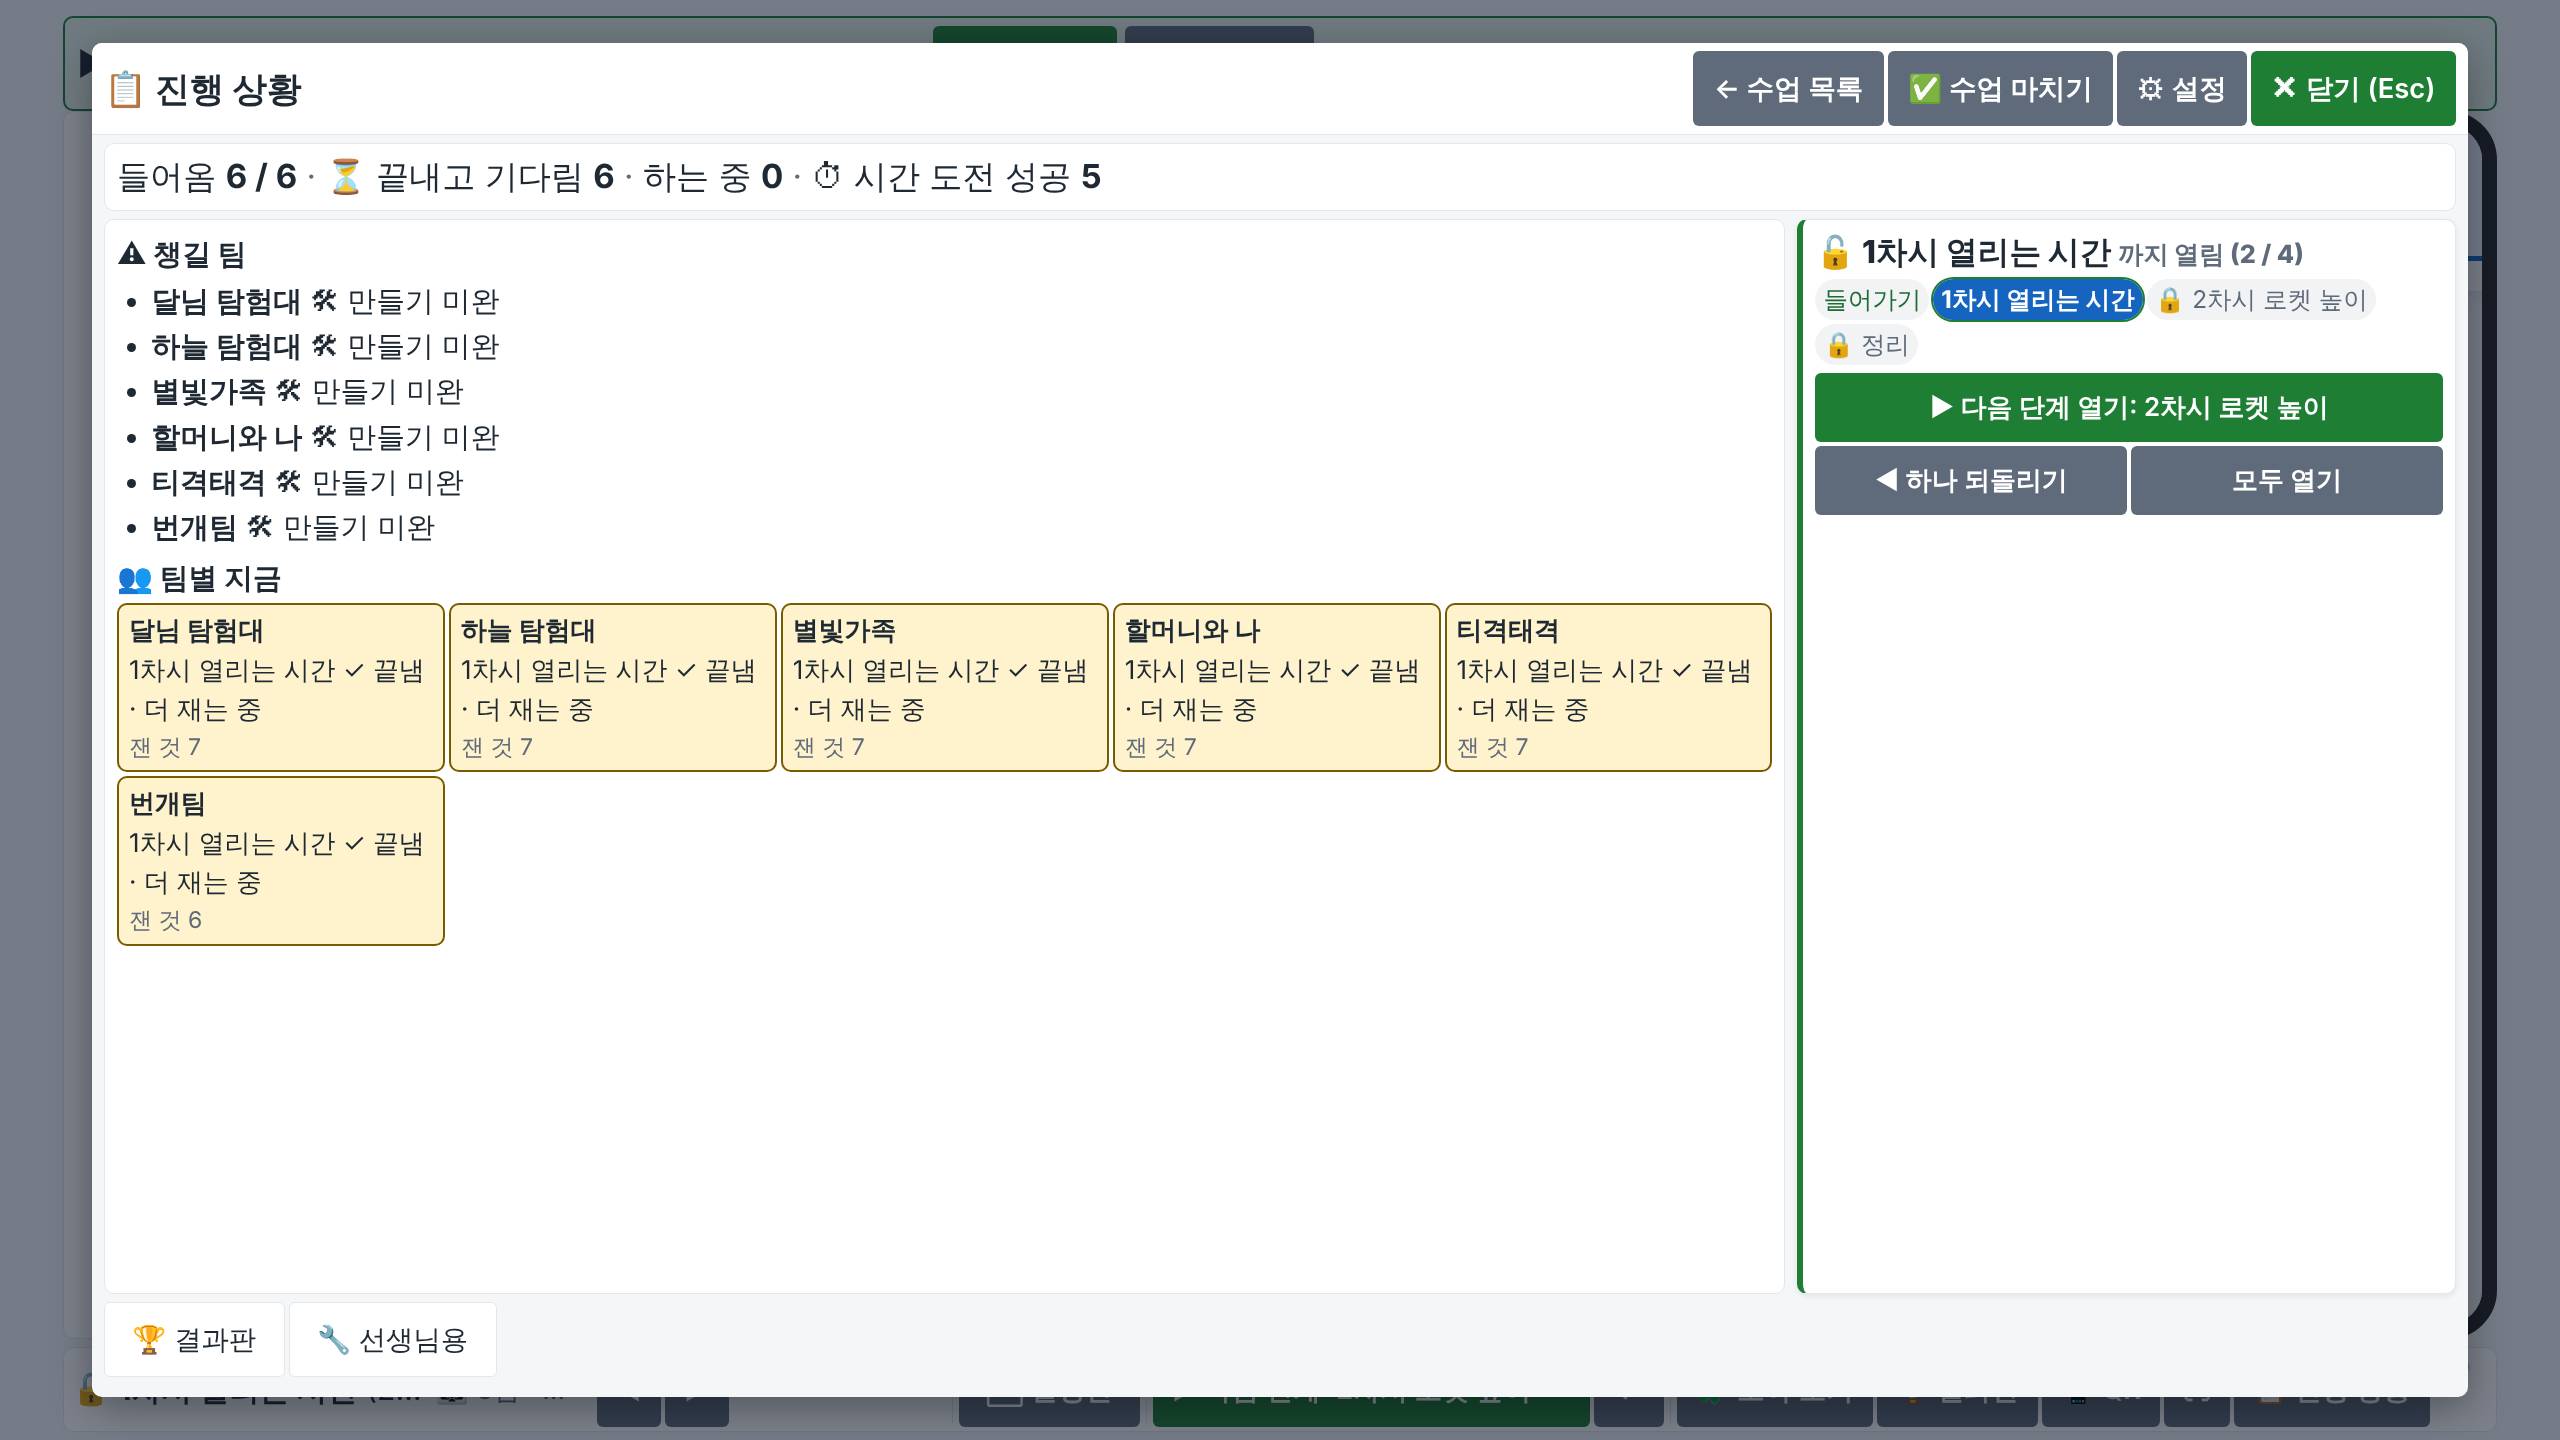 📋 진행 상황
← 수업 목록
✅ 수업 마치기
⚙ 설정
✕ 닫기 (Esc)
들어옴 6 / 6 · ⏳ 끝내고 기다림 6 · 하는 중 0 · ⏱ 시간 도전 성공 5
⚠ 챙길 팀
• 달님 탐험대 🛠 만들기 미완
• 하늘 탐험대 🛠 만들기 미완
• 별빛가족 🛠 만들기 미완
• 할머니와 나 🛠 만들기 미완
• 티격태격 🛠 만들기 미완
• 번개팀 🛠 만들기 미완
👥 팀별 지금
달님 탐험대
1차시 열리는 시간 ✓ 끝냄
· 더 재는 중
잰 것 7
하늘 탐험대
1차시 열리는 시간 ✓ 끝냄
· 더 재는 중
잰 것 7
별빛가족
1차시 열리는 시간 ✓ 끝냄
· 더 재는 중
잰 것 7
할머니와 나
1차시 열리는 시간 ✓ 끝냄
· 더 재는 중
잰 것 7
티격태격
1차시 열리는 시간 ✓ 끝냄
· 더 재는 중
잰 것 7
번개팀
1차시 열리는 시간 ✓ 끝냄
· 더 재는 중
잰 것 6
🔓 1차시 열리는 시간 까지 열림 (2 / 4)
들어가기
1차시 열리는 시간
🔒 2차시 로켓 높이
🔒 정리
▶ 다음 단계 열기: 2차시 로켓 높이
◀ 하나 되돌리기
모두 열기
🏆 결과판
🔧 선생님용